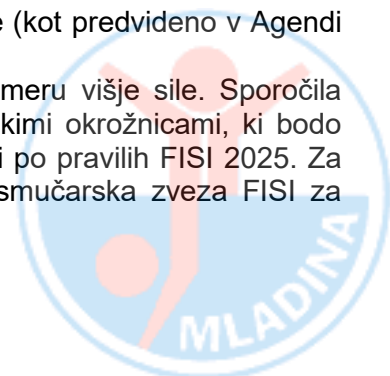 e (kot predvideno v Agendi
meru višje sile. Sporočila
kimi okrožnicami, ki bodo
i po pravilih FISI 2025. Za
smučarska zveza FISI za
MLADINA